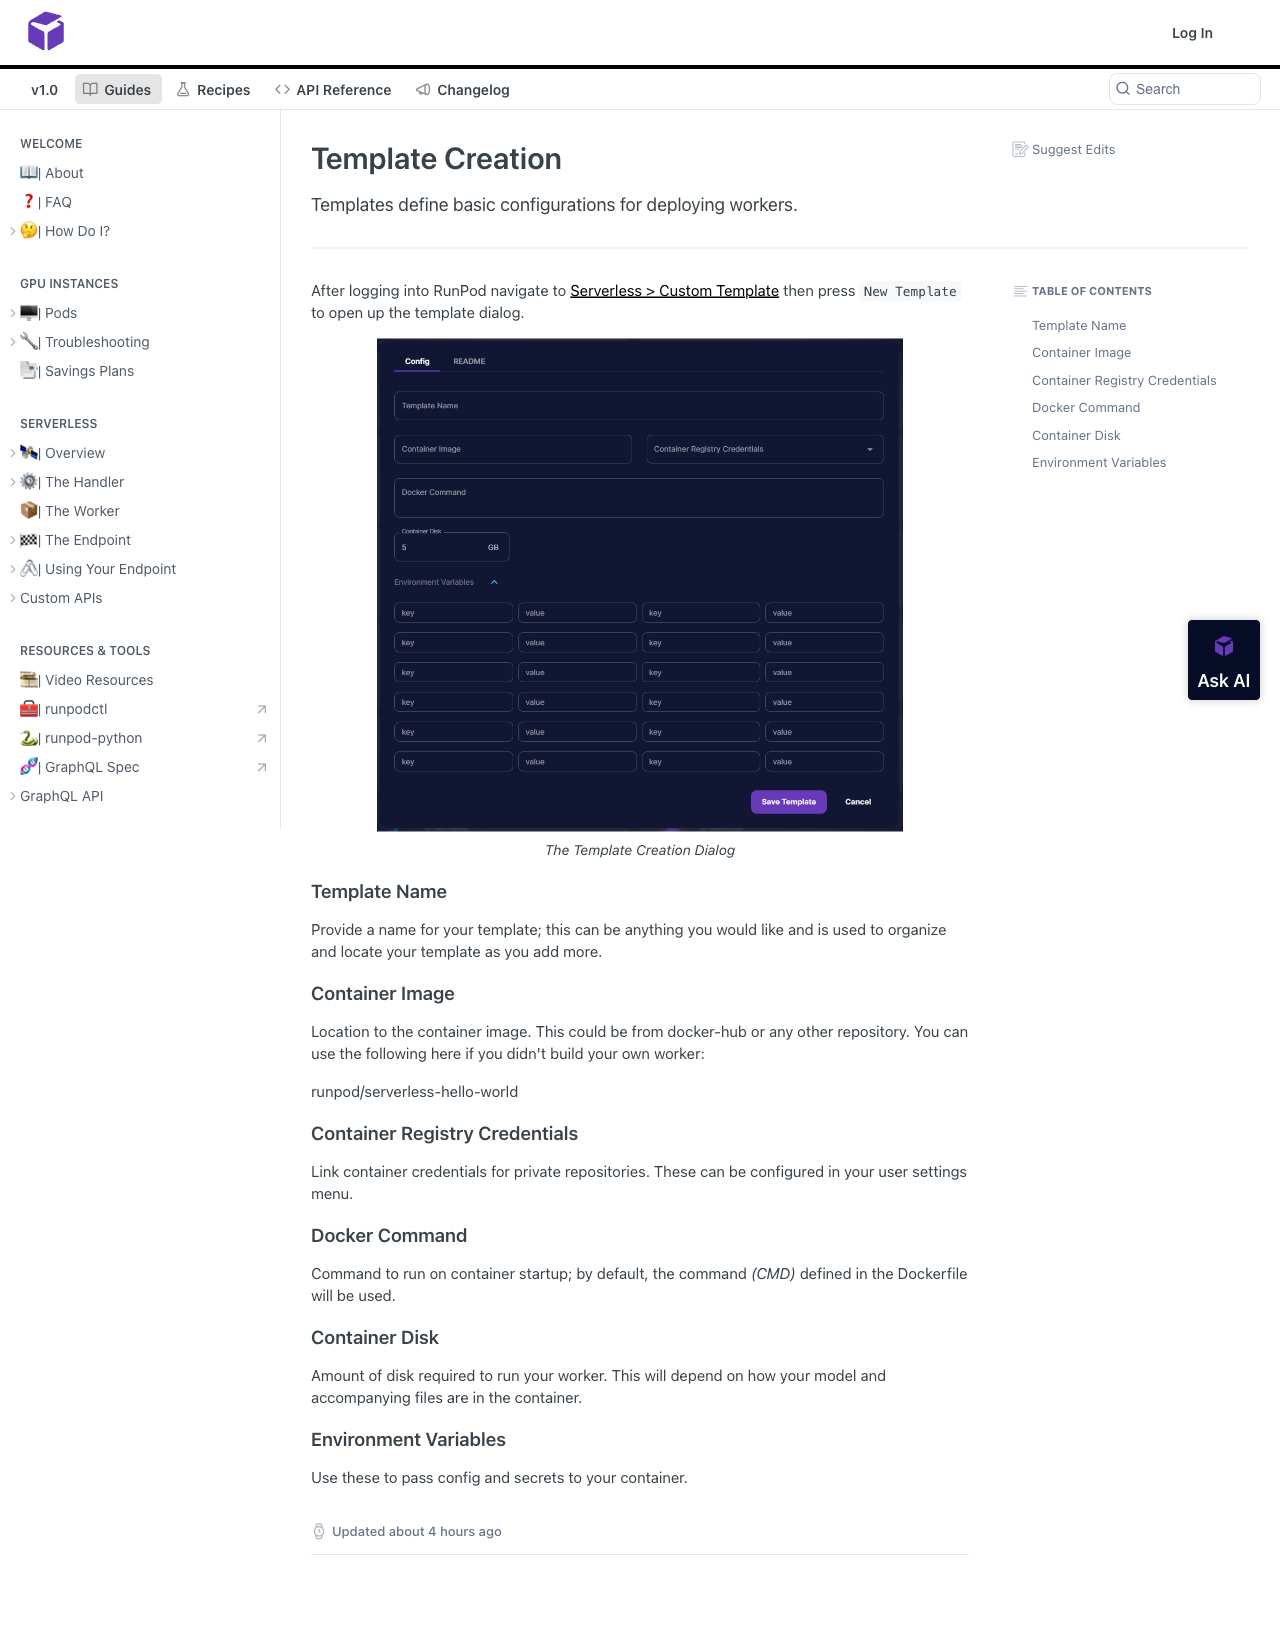 Log In
v1.0
Guides
Recipes
API Reference
Changelog
Search
WELCOME
| About
| FAQ
| How Do I?
GPU INSTANCES
| Pods
| Troubleshooting
| Savings Plans
SERVERLESS
| Overview
| The Handler
| The Worker
| The Endpoint
| Using Your Endpoint
Custom APIs
RESOURCES & TOOLS
| Video Resources
| runpodctl
| runpod-python
| GraphQL Spec
GraphQL API
Template Creation
Templates define basic configurations for deploying workers.
Suggest Edits
After logging into RunPod navigate to Serverless > Custom Template then press New Template
to open up the template dialog.
Config README
Template Name
Container Image Container Registry Credentials
Docker Command
Container Disk
5 GB
Environment Variables
key value key value
key value key value
key value key value
key value key value
key value key value
key value key value
Save Template Cancel
The Template Creation Dialog
Template Name
Provide a name for your template; this can be anything you would like and is used to organize
and locate your template as you add more.
Container Image
Location to the container image. This could be from docker-hub or any other repository. You can
use the following here if you didn't build your own worker:
runpod/serverless-hello-world
Container Registry Credentials
Link container credentials for private repositories. These can be configured in your user settings
menu.
Docker Command
Command to run on container startup; by default, the command (CMD) defined in the Dockerfile
will be used.
Container Disk
Amount of disk required to run your worker. This will depend on how your model and
accompanying files are in the container.
Environment Variables
Use these to pass config and secrets to your container.
Updated about 4 hours ago
TABLE OF CONTENTS
Template Name
Container Image
Container Registry Credentials
Docker Command
Container Disk
Environment Variables
Ask AI